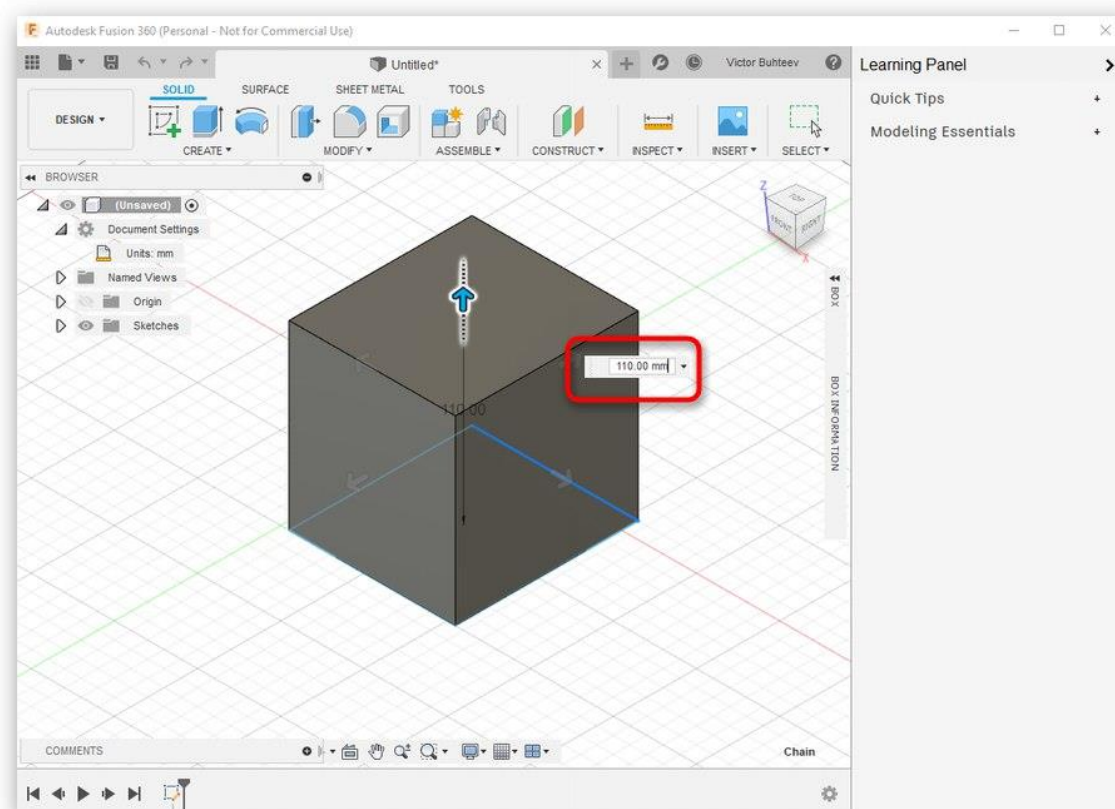 Autodesk Fusion 360 (Personal - Not for Commercial Use)
Untitled*
Victor Buhteev
Learning Panel
SOLID SURFACE SHEET METAL TOOLS
Quick Tips
DESIGN
Modeling Essentials
CREATE MODIFY ASSEMBLE CONSTRUCT INSPECT INSERT SELECT
BROWSER
(Unsaved)
Document Settings
Units: mm
Named Views
Origin
Sketches
Z
TOP
FRONT RIGHT
X
BOX
BOX INFORMATION
110.00 mm
110.00
COMMENTS
Chain